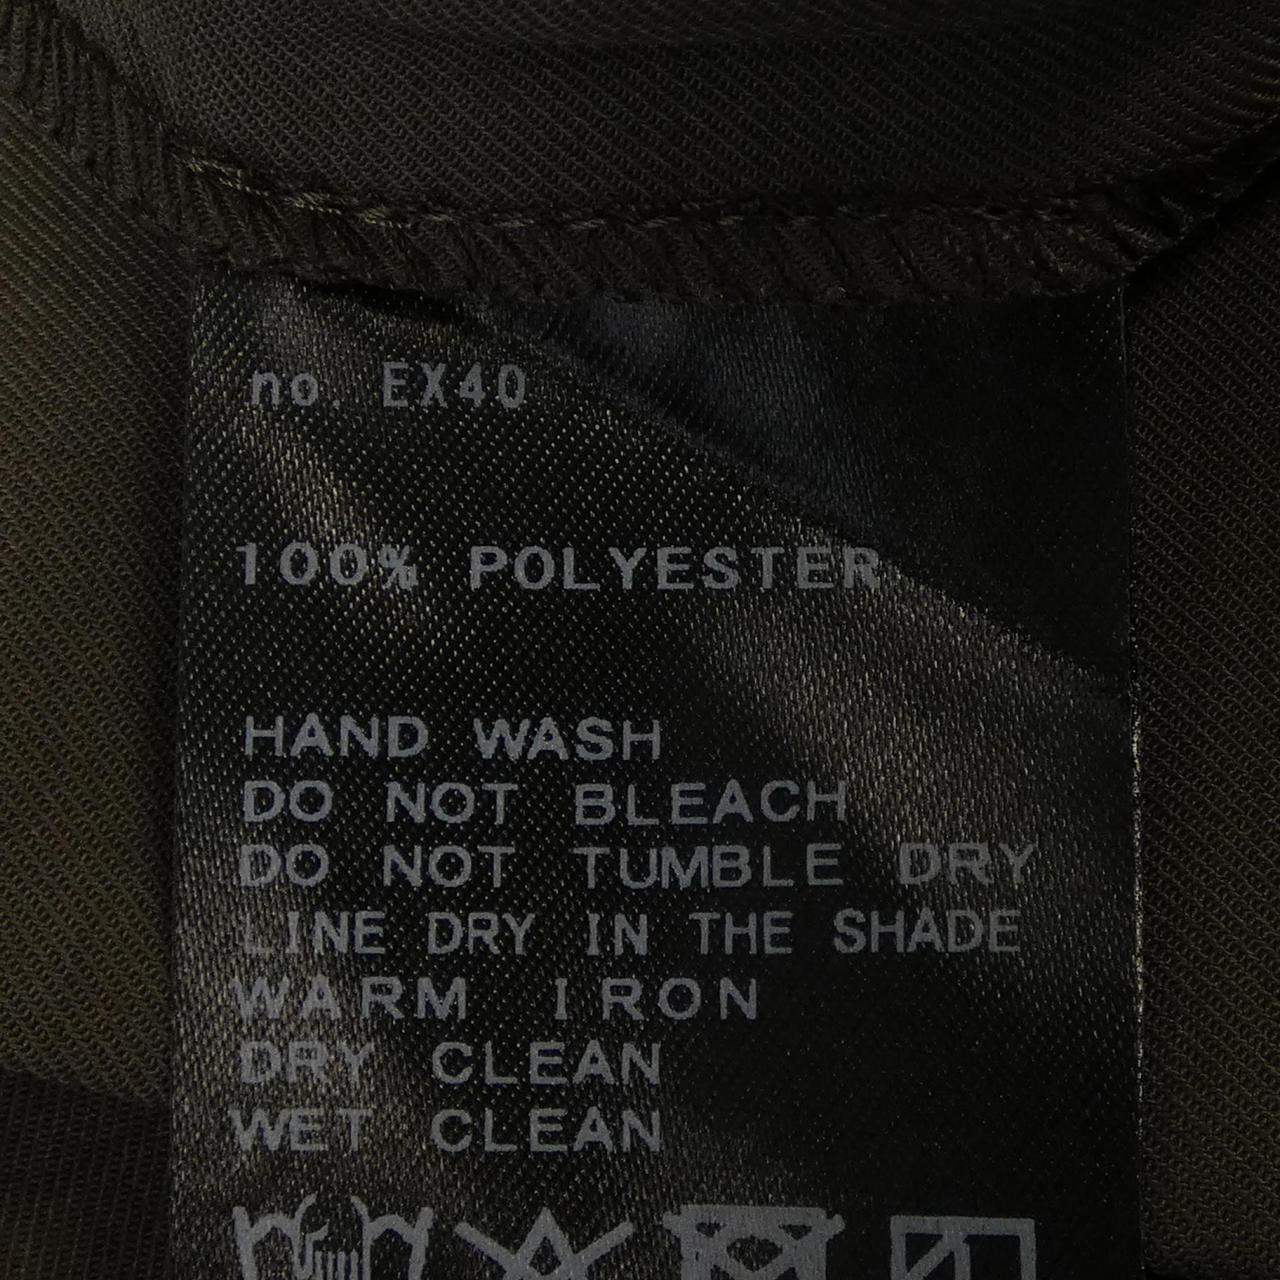 no. EX40
100% POLYESTER
HAND WASH
DO NOT BLEACH
DO NOT TUMBLE DRY
LINE DRY IN THE SHADE
WARM IRON
DRY CLEAN
WET CLEAN